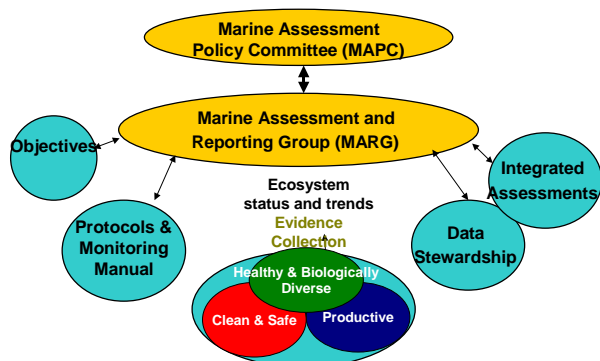 Marine Assessment
Policy Committee (MAPC)
Marine Assessment and
Reporting Group (MARG)
Objectives
Integrated
Assessments
Ecosystem
status and trends
Evidence
Collection
Protocols &
Monitoring
Manual
Data
Stewardship
Healthy & Biologically
Diverse
Clean & Safe
Productive